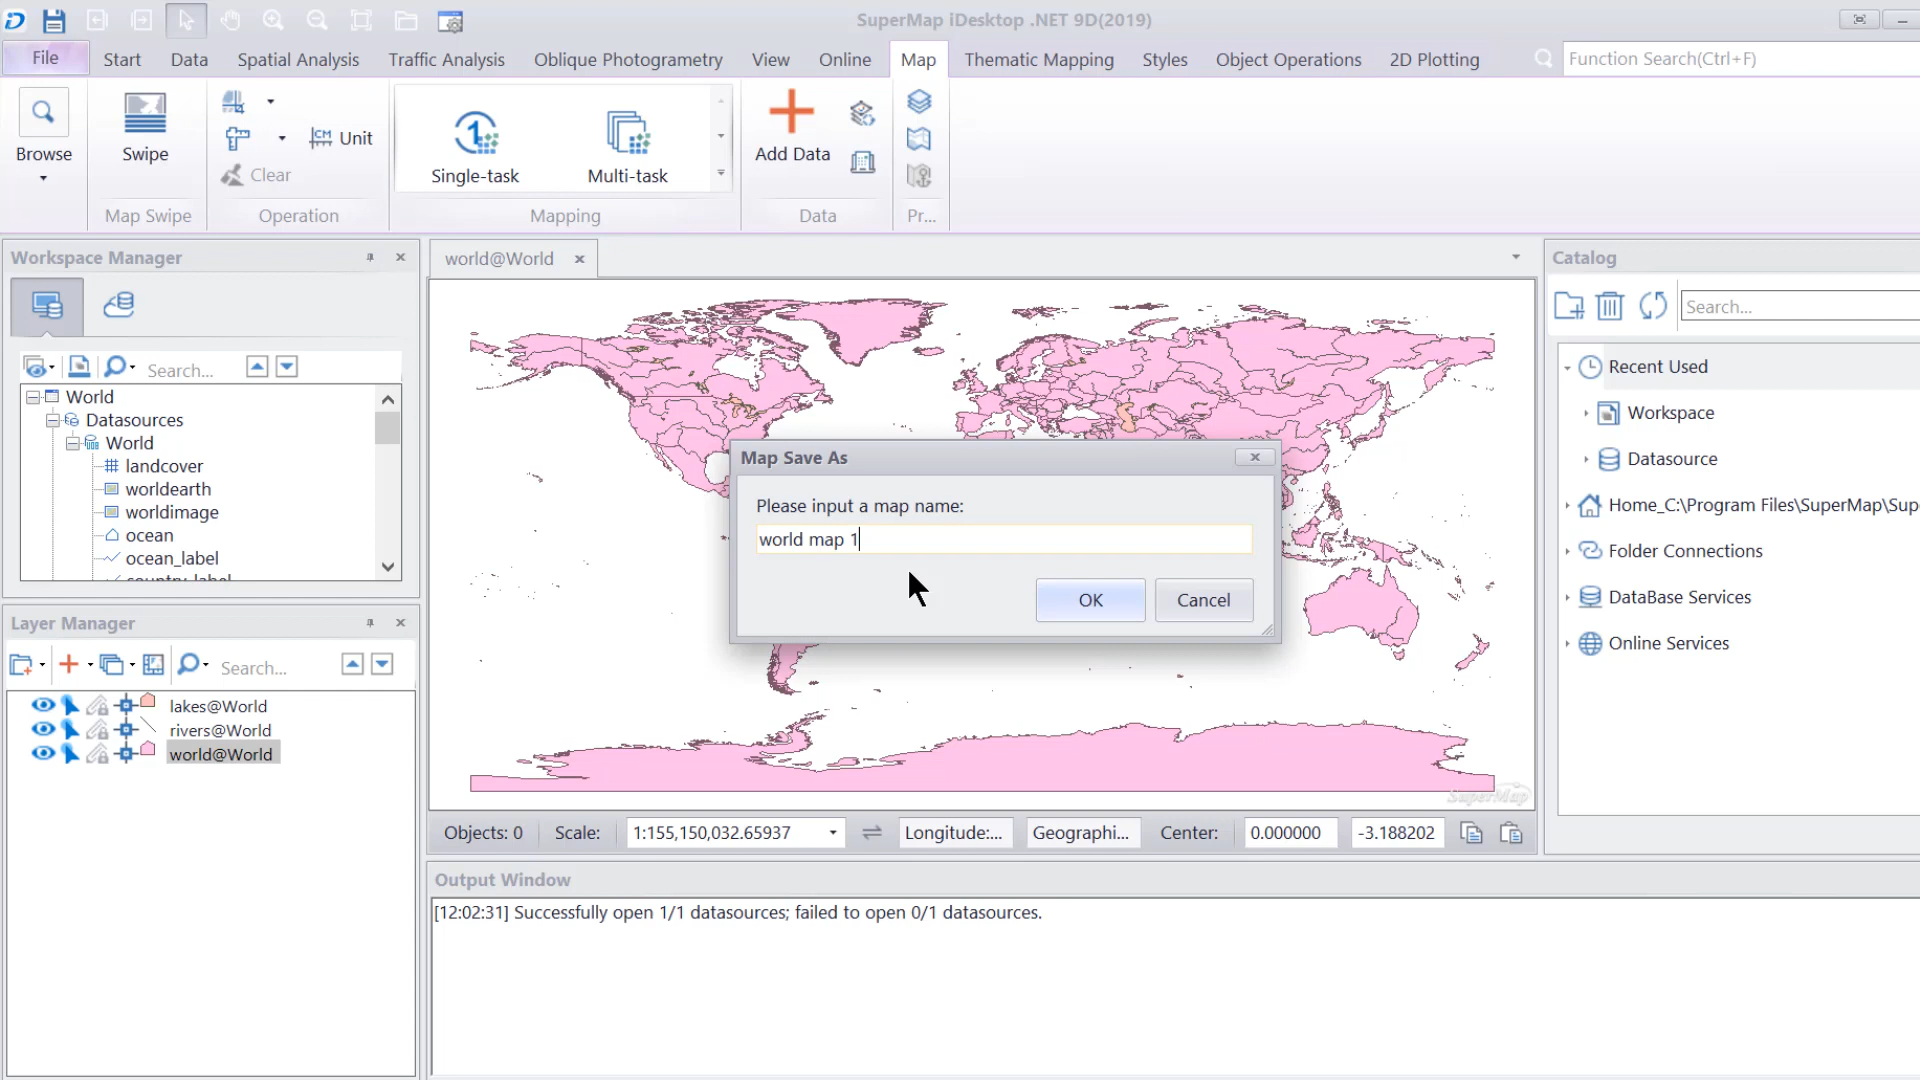 SuperMap iDesktop .NET 9D(2019)
File
Start
Data
Spatial Analysis
Traffic Analysis
Oblique Photogrametry
View
Online
Map
Thematic Mapping
Styles
Object Operations
2D Plotting
Function Search(Ctrl+F)
Browse
Swipe
Unit
Clear
Single-task
Multi-task
Add Data
Map Swipe
Operation
Mapping
Data
Pr...
Workspace Manager
Search...
World
Datasources
World
landcover
worldearth
worldimage
ocean
ocean_label
country_label
Layer Manager
Search...
lakes@World
rivers@World
world@World
world@World
Map Save As
Please input a map name:
world map 1
OK
Cancel
SuperMap
Objects: 0
Scale:
1:155,150,032.65937
Longitude:...
Geographi...
Center:
0.000000
-3.188202
Output Window
[12:02:31] Successfully open 1/1 datasources; failed to open 0/1 datasources.
Catalog
Search...
Recent Used
Workspace
Datasource
Home_C:\Program Files\SuperMap\Sup
Folder Connections
DataBase Services
Online Services